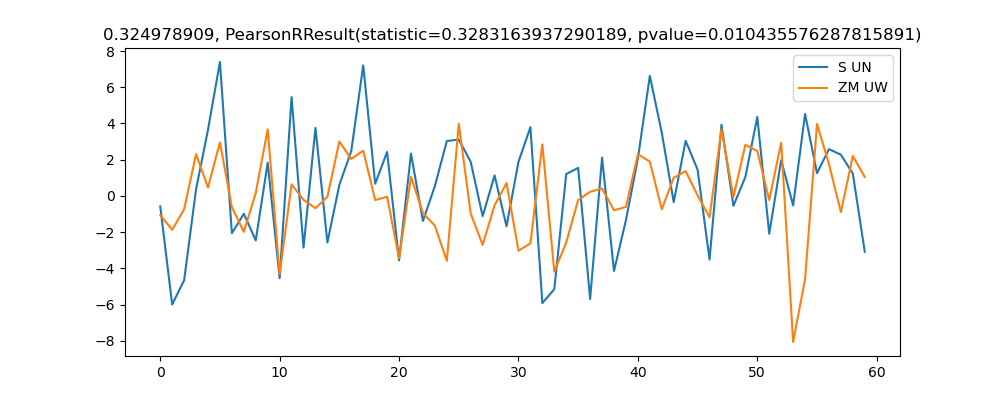 0.324978909, PearsonRResult(statistic=0.3283163937290189, pvalue=0.010435576287815891)
8
6
4
2
0
−2
−4
−6
−8
S UN
ZM UW
0 10 20 30 40 50 60